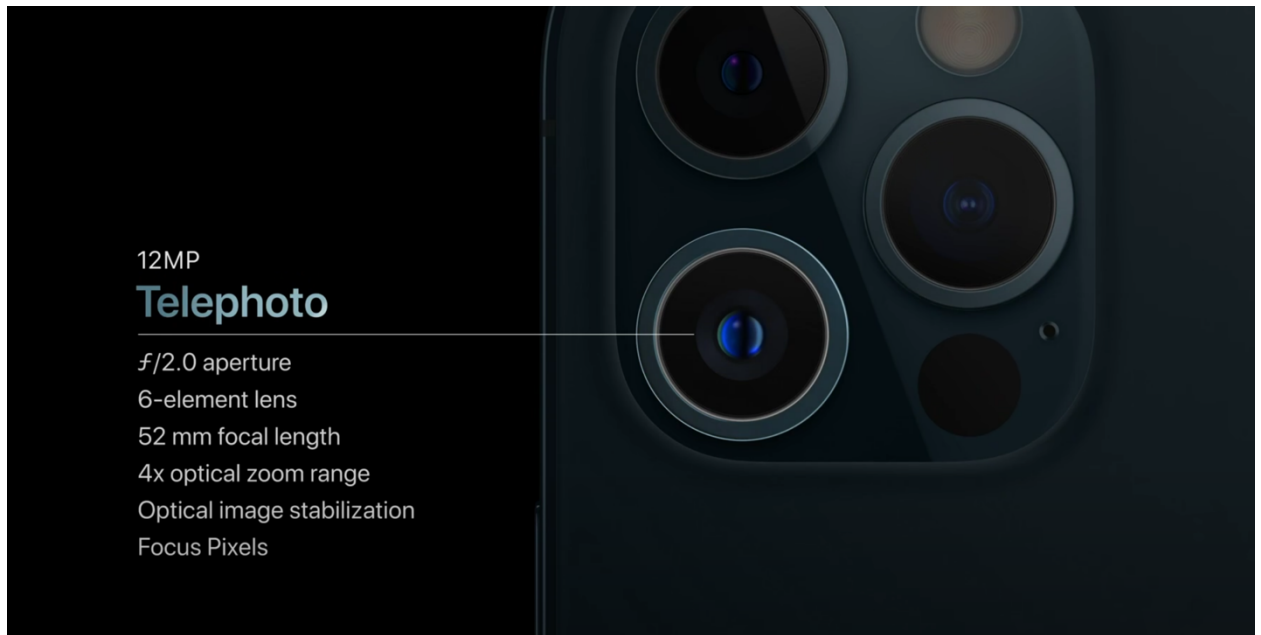 12MP
Telephoto
ƒ/2.0 aperture
6-element lens
52 mm focal length
4x optical zoom range
Optical image stabilization
Focus Pixels